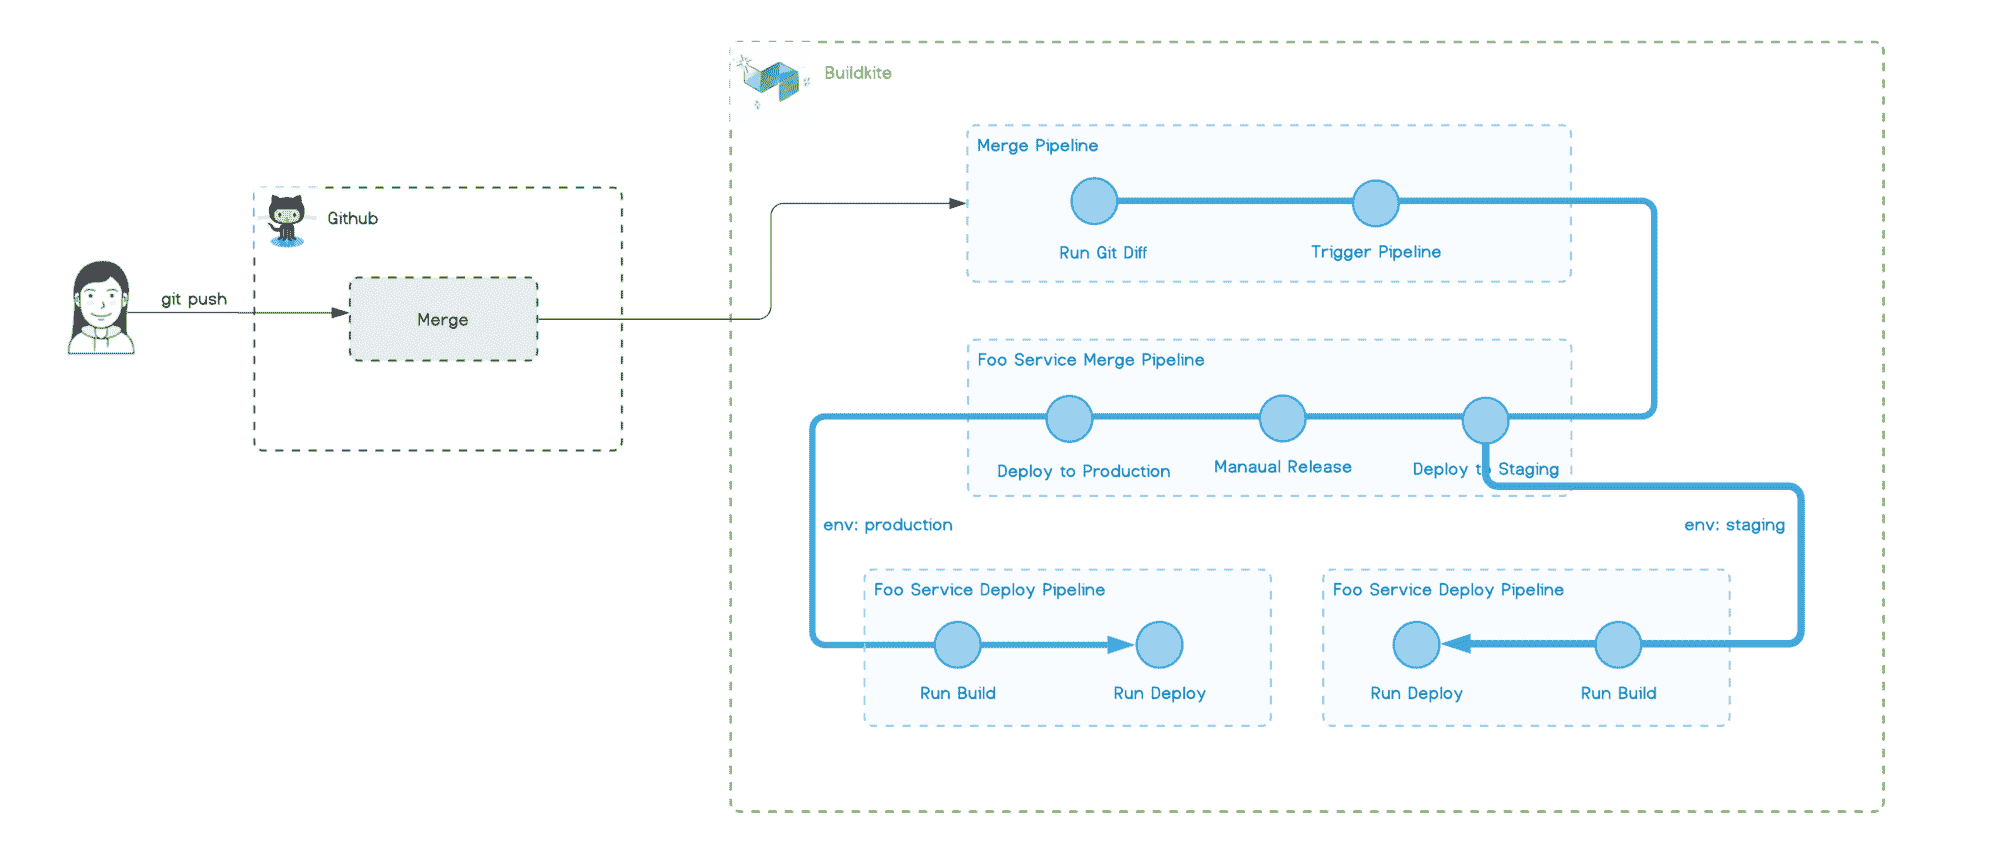 Buildkite
Merge Pipeline
Github
Run Git Diff
Trigger Pipeline
git push
Merge
Foo Service Merge Pipeline
Deploy to Production
Manaual Release
Deploy to Staging
env: production
env: staging
Foo Service Deploy Pipeline
Foo Service Deploy Pipeline
Run Build
Run Deploy
Run Deploy
Run Build